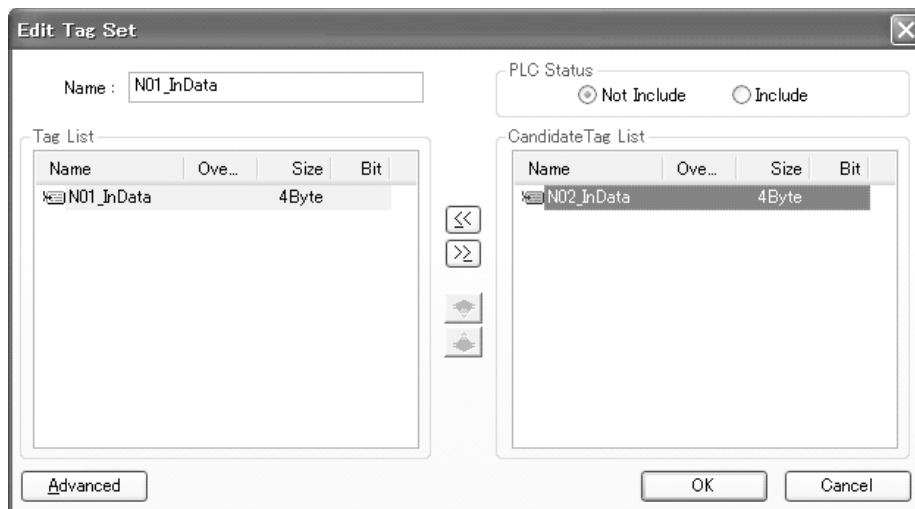 Edit Tag Set
Name : N01_InData
PLC Status
Not Include Include
Tag List
Name Ove... Size Bit
N01_InData 4Byte
<<
>>
CandidateTag List
Name Ove... Size Bit
N02_InData 4Byte
Advanced
OK Cancel